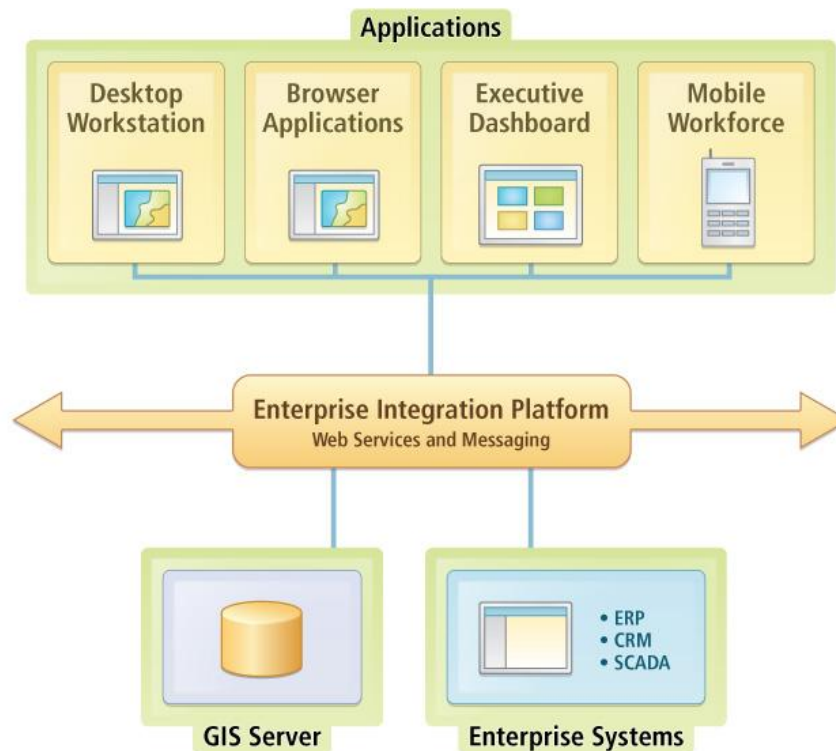 Applications
Desktop
Workstation
Browser
Applications
Executive
Dashboard
Mobile
Workforce
Enterprise Integration Platform
Web Services and Messaging
• ERP
• CRM
• SCADA
GIS Server
Enterprise Systems